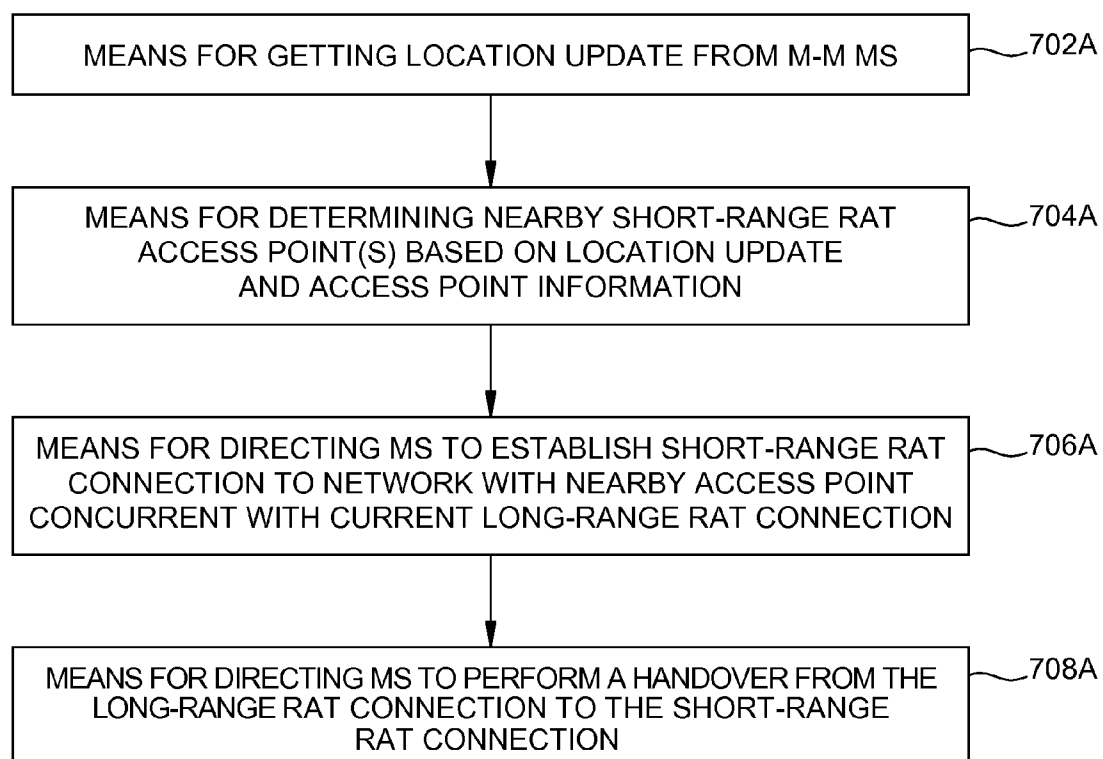 MEANS FOR GETTING LOCATION UPDATE FROM M-M MS
702A
MEANS FOR DETERMINING NEARBY SHORT-RANGE RAT
ACCESS POINT(S) BASED ON LOCATION UPDATE
AND ACCESS POINT INFORMATION
704A
MEANS FOR DIRECTING MS TO ESTABLISH SHORT-RANGE RAT
CONNECTION TO NETWORK WITH NEARBY ACCESS POINT
CONCURRENT WITH CURRENT LONG-RANGE RAT CONNECTION
706A
MEANS FOR DIRECTING MS TO PERFORM A HANDOVER FROM THE
LONG-RANGE RAT CONNECTION TO THE SHORT-RANGE
RAT CONNECTION
708A